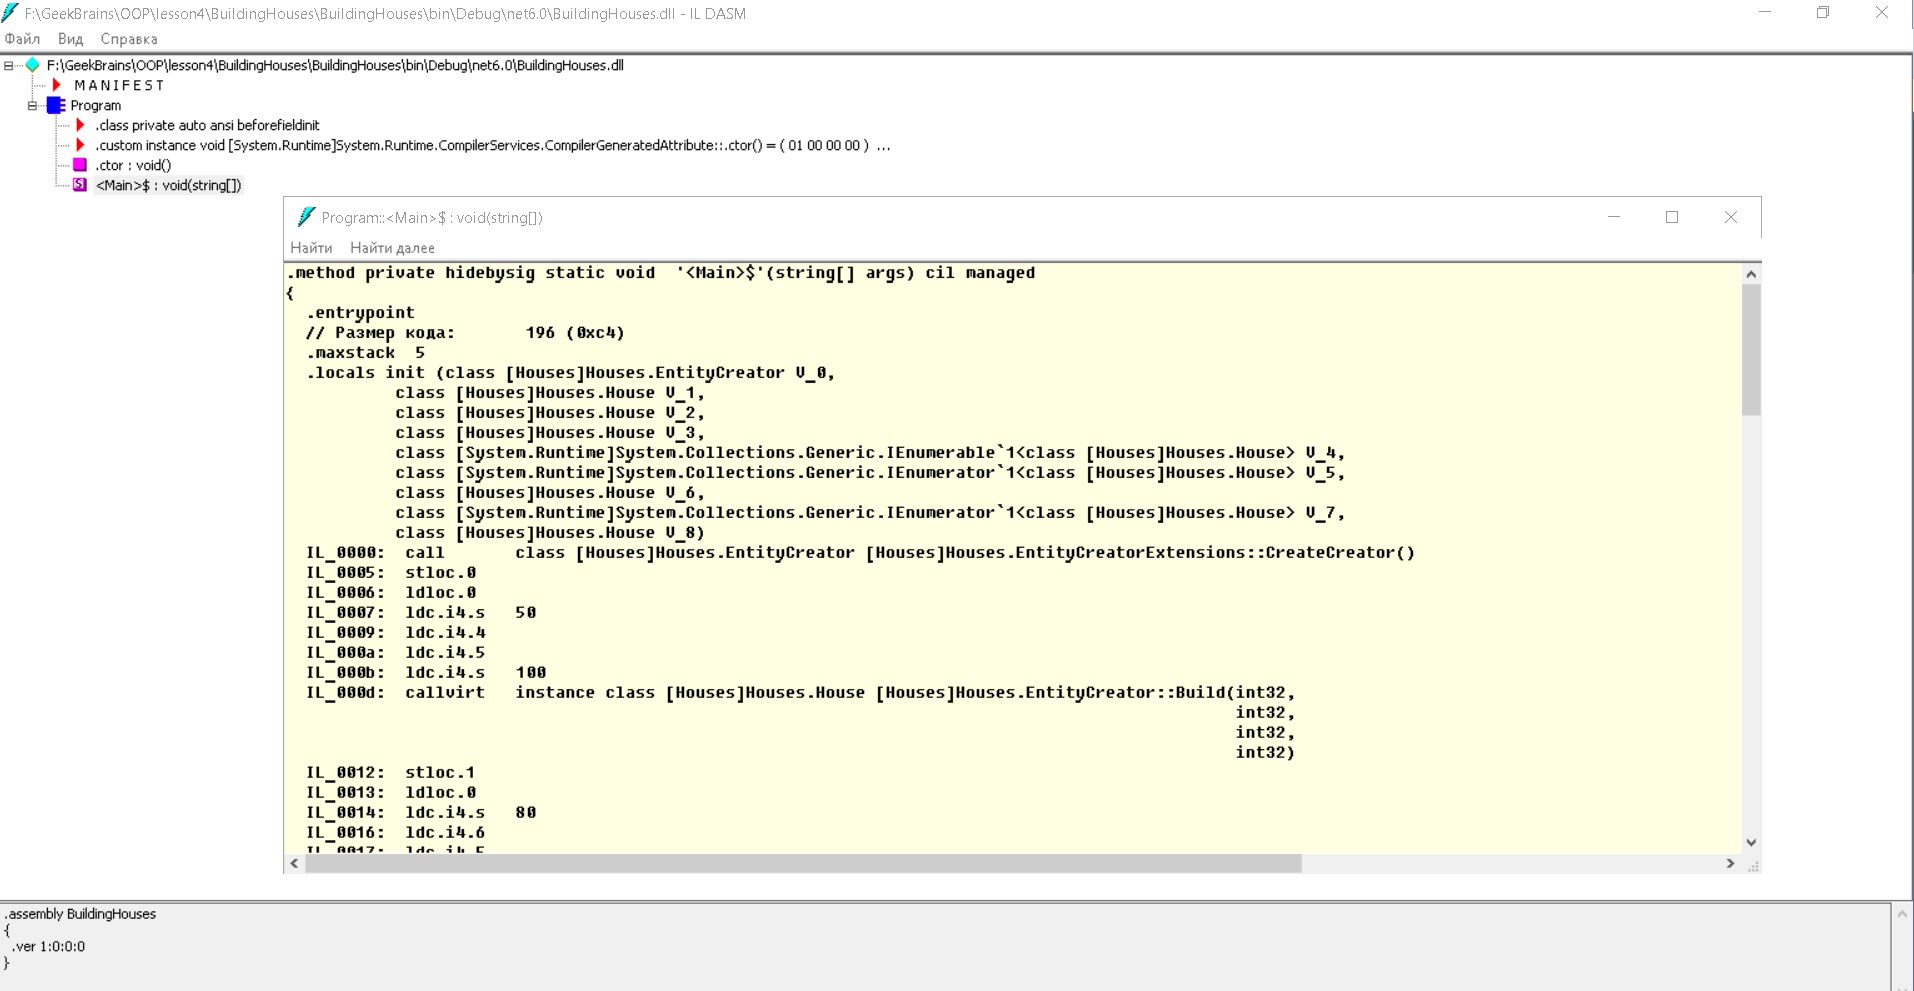 F:\GeekBrains\OOP\lesson4\BuildingHouses\BuildingHouses\bin\Debug\net6.0\BuildingHouses.dll - IL DASM
Файл Вид Справка
F:\GeekBrains\OOP\lesson4\BuildingHouses\BuildingHouses\bin\Debug\net6.0\BuildingHouses.dll
M A N I F E S T
Program
.class private auto ansi beforefieldinit
.custom instance void [System.Runtime]System.Runtime.CompilerServices.CompilerGeneratedAttribute::.ctor() = ( 01 00 00 00 ) ...
.ctor : void()
<Main>$ : void(string[])
Program::<Main>$ : void(string[])
Найти Найти далее
.method private hidebysig static void  '<Main>$'(string[] args) cil managed
{
  .entrypoint
  // Размер кода:       196 (0xc4)
  .maxstack  5
  .locals init (class [Houses]Houses.EntityCreator V_0,
           class [Houses]Houses.House V_1,
           class [Houses]Houses.House V_2,
           class [Houses]Houses.House V_3,
           class [System.Runtime]System.Collections.Generic.IEnumerable`1<class [Houses]Houses.House> V_4,
           class [System.Runtime]System.Collections.Generic.IEnumerator`1<class [Houses]Houses.House> V_5,
           class [Houses]Houses.House V_6,
           class [System.Runtime]System.Collections.Generic.IEnumerator`1<class [Houses]Houses.House> V_7,
           class [Houses]Houses.House V_8)
  IL_0000:  call       class [Houses]Houses.EntityCreator [Houses]Houses.EntityCreatorExtensions::CreateCreator()
  IL_0005:  stloc.0
  IL_0006:  ldloc.0
  IL_0007:  ldc.i4.s   50
  IL_0009:  ldc.i4.4
  IL_000a:  ldc.i4.5
  IL_000b:  ldc.i4.s   100
  IL_000d:  callvirt   instance class [Houses]Houses.House [Houses]Houses.EntityCreator::Build(int32,
int32,
int32,
int32)
  IL_0012:  stloc.1
  IL_0013:  ldloc.0
  IL_0014:  ldc.i4.s   80
  IL_0016:  ldc.i4.6
  IL_0017:  ldc.i4.5
.assembly BuildingHouses
{
  .ver 1:0:0:0
}